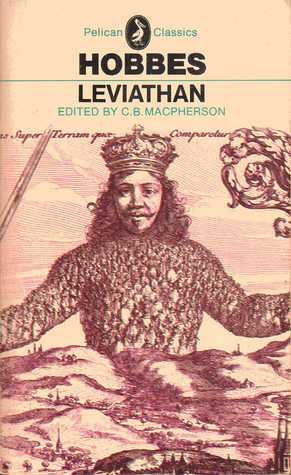 Pelican Classics
HOBBES
LEVIATHAN
EDITED BY C.B.MACPHERSON
Super Terram quæ Comparetur